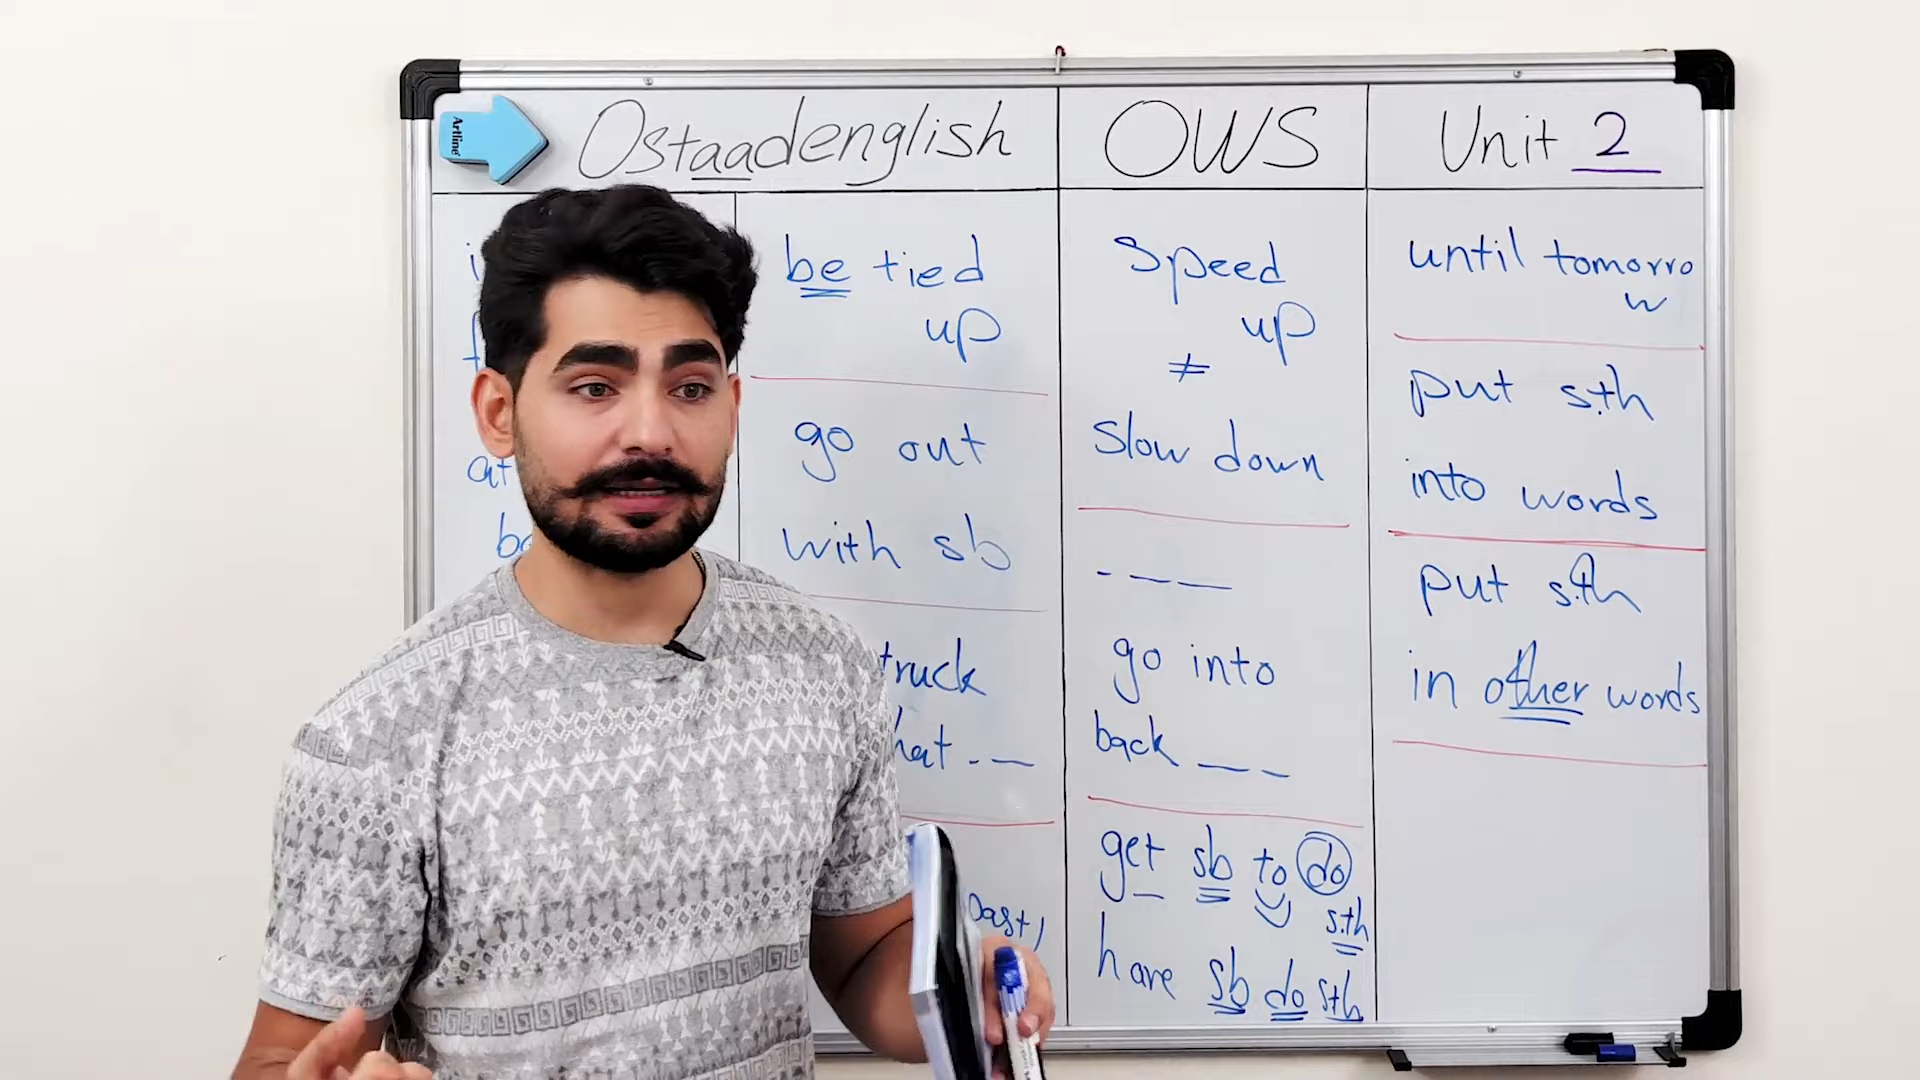 Artline
Ostaadenglish
OWS
Unit 2
be tied
up
go out
with sb
Speed
up
≠
Slow down
- — — —
go into
back — — -
get sb to do
s.th
have sb do s.th
until tomorro
w
put s.th
into words
put s.th
in other words